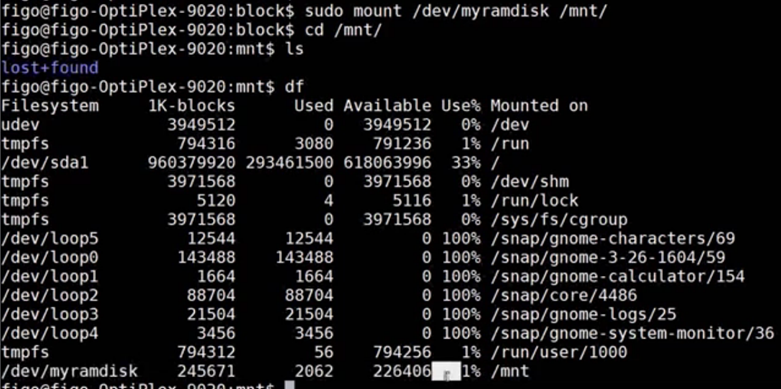 figo@figo-OptiPlex-9020:block$ sudo mount /dev/myramdisk /mnt/
figo@figo-OptiPlex-9020:block$ cd /mnt/
figo@figo-OptiPlex-9020:mnt$ ls
lost+found
figo@figo-OptiPlex-9020:mnt$ df
Filesystem     1K-blocks      Used Available Use% Mounted on
udev             3949512         0   3949512   0% /dev
tmpfs             794316      3080    791236   1% /run
/dev/sda1      960379920 293461500 618063996  33% /
tmpfs            3971568         0   3971568   0% /dev/shm
tmpfs               5120         4      5116   1% /run/lock
tmpfs            3971568         0   3971568   0% /sys/fs/cgroup
/dev/loop5         12544     12544         0 100% /snap/gnome-characters/69
/dev/loop0        143488    143488         0 100% /snap/gnome-3-26-1604/59
/dev/loop1          1664      1664         0 100% /snap/gnome-calculator/154
/dev/loop2         88704     88704         0 100% /snap/core/4486
/dev/loop3         21504     21504         0 100% /snap/gnome-logs/25
/dev/loop4          3456      3456         0 100% /snap/gnome-system-monitor/36
tmpfs             794312        56    794256   1% /run/user/1000
/dev/myramdisk    245671      2062    226406   1% /mnt
figo@figo-OptiPlex-9020:mnt$